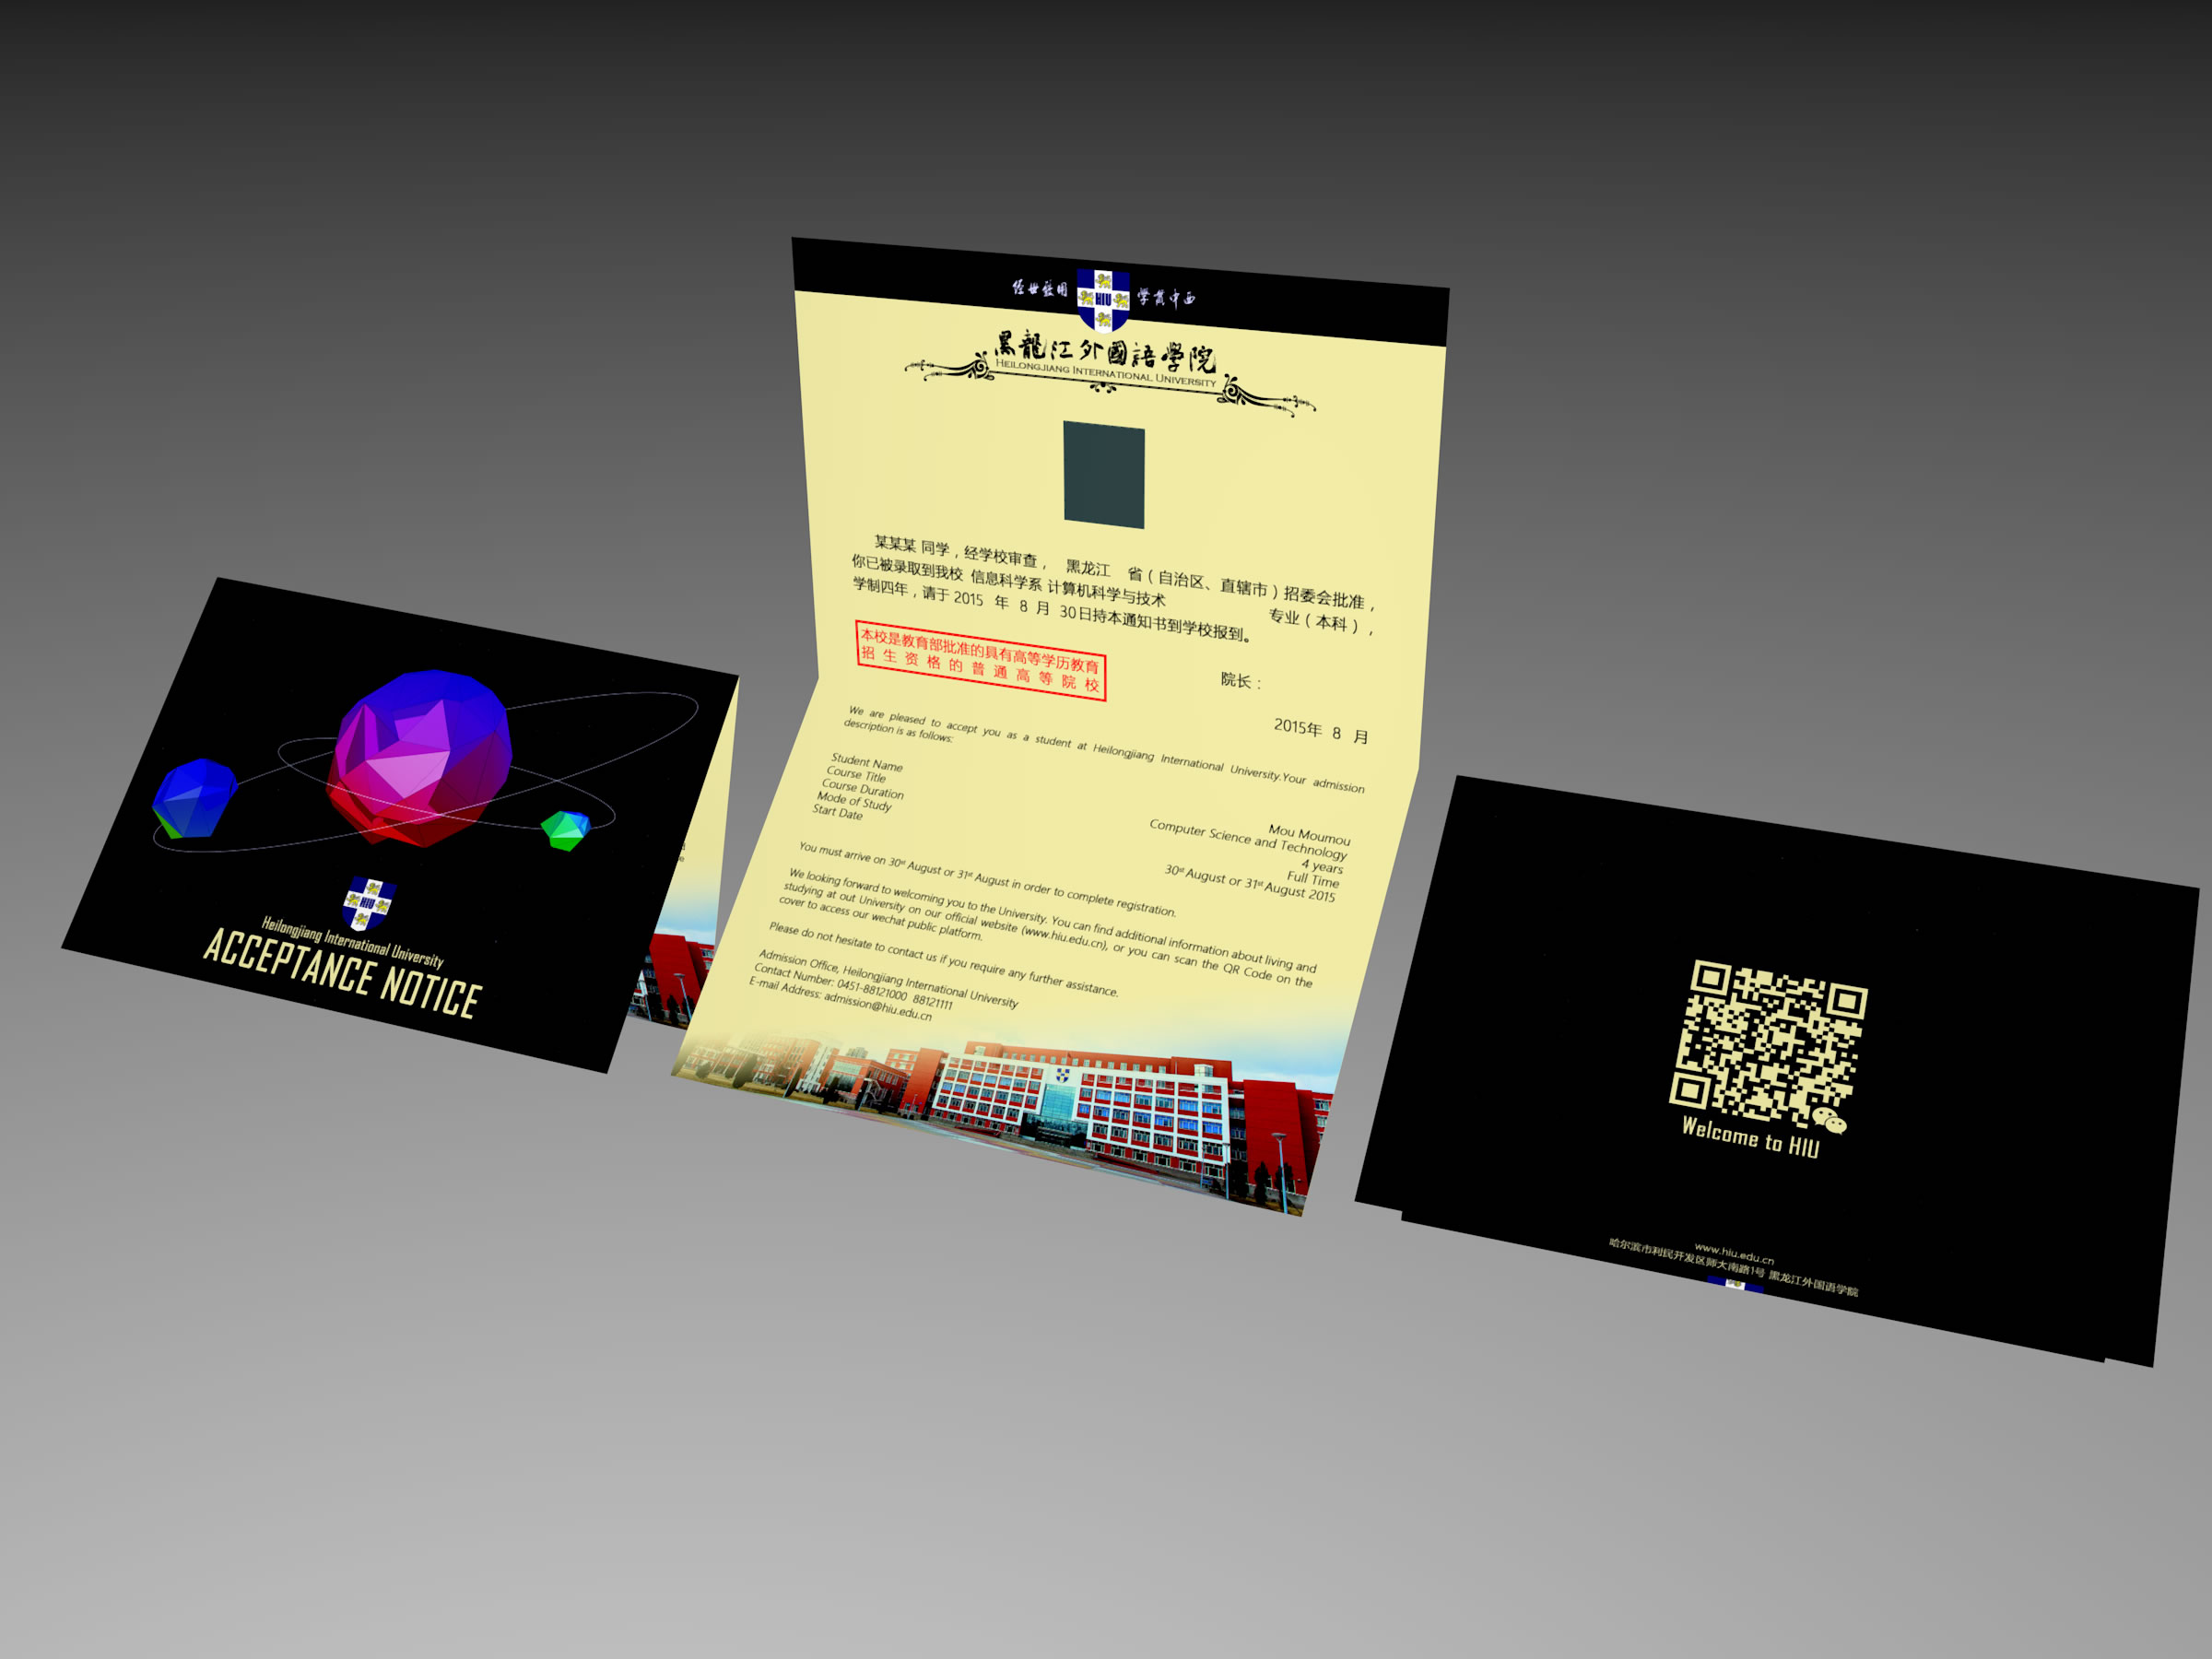 HIU
Heilongjiang International University
ACCEPTANCE NOTICE
经世致用
HIU
学贯中西
黑龍江外國語學院
HEILONGJIANG INTERNATIONAL UNIVERSITY
某某某 同学，经学校审查， 黑龙江 省（自治区、直辖市）招委会批准，
你已被录取到我校 信息科学系 计算机科学与技术 专业（本科），
学制四年，请于 2015 年 8 月 30日持本通知书到学校报到。
本校是教育部批准的具有高等学历教育
招生资格的普通高等院校
院长：
2015年 8 月
We are pleased to accept you as a student at Heilongjiang International University.Your admission
description is as follows:
Student Name
Course Title
Course Duration
Mode of Study
Start Date
Mou Moumou
Computer Science and Technology
4 years
Full Time
30st August or 31st August 2015
You must arrive on 30st August or 31st August in order to complete registration.
We looking forward to welcoming you to the University. You can find additional information about living and
studying at out University on our official website (www.hiu.edu.cn), or you can scan the QR Code on the
cover to access our wechat public platform.
Please do not hesitate to contact us if you require any further assistance.
Admission Office, Heilongjiang International University
Contact Number: 0451-88121000 88121111
E-mail Address: admission@hiu.edu.cn
Welcome to HIU
www.hiu.edu.cn
哈尔滨市利民开发区师大南路1号 黑龙江外国语学院